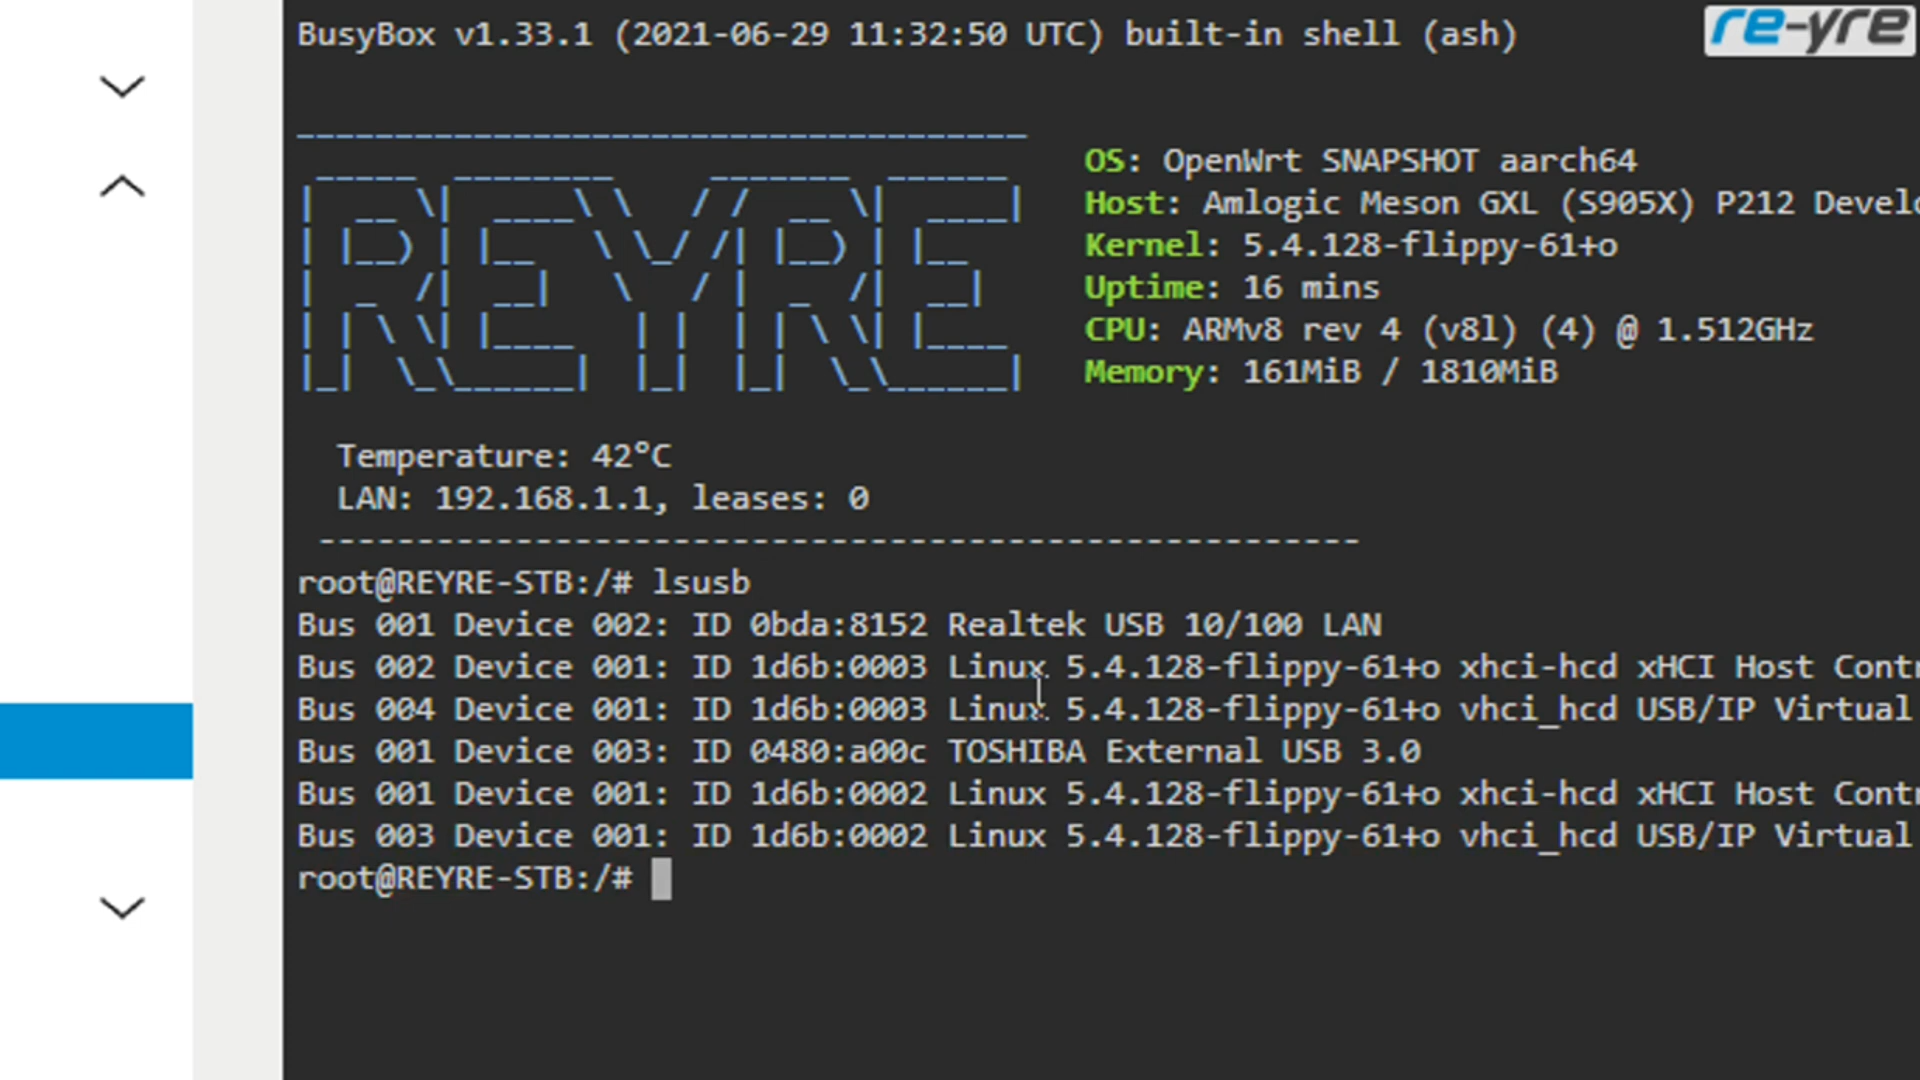 BusyBox v1.33.1 (2021-06-29 11:32:50 UTC) built-in shell (ash)
re-yre
REYRE
OS: OpenWrt SNAPSHOT aarch64
Host: Amlogic Meson GXL (S905X) P212 Develo
Kernel: 5.4.128-flippy-61+o
Uptime: 16 mins
CPU: ARMv8 rev 4 (v8l) (4) @ 1.512GHz
Memory: 161MiB / 1810MiB
Temperature: 42°C
LAN: 192.168.1.1, leases: 0
-----------------------------------------------------
root@REYRE-STB:/# lsusb
Bus 001 Device 002: ID 0bda:8152 Realtek USB 10/100 LAN
Bus 002 Device 001: ID 1d6b:0003 Linux 5.4.128-flippy-61+o xhci-hcd xHCI Host Contr
Bus 004 Device 001: ID 1d6b:0003 Linux 5.4.128-flippy-61+o vhci_hcd USB/IP Virtual
Bus 001 Device 003: ID 0480:a00c TOSHIBA External USB 3.0
Bus 001 Device 001: ID 1d6b:0002 Linux 5.4.128-flippy-61+o xhci-hcd xHCI Host Contr
Bus 003 Device 001: ID 1d6b:0002 Linux 5.4.128-flippy-61+o vhci_hcd USB/IP Virtual
root@REYRE-STB:/#